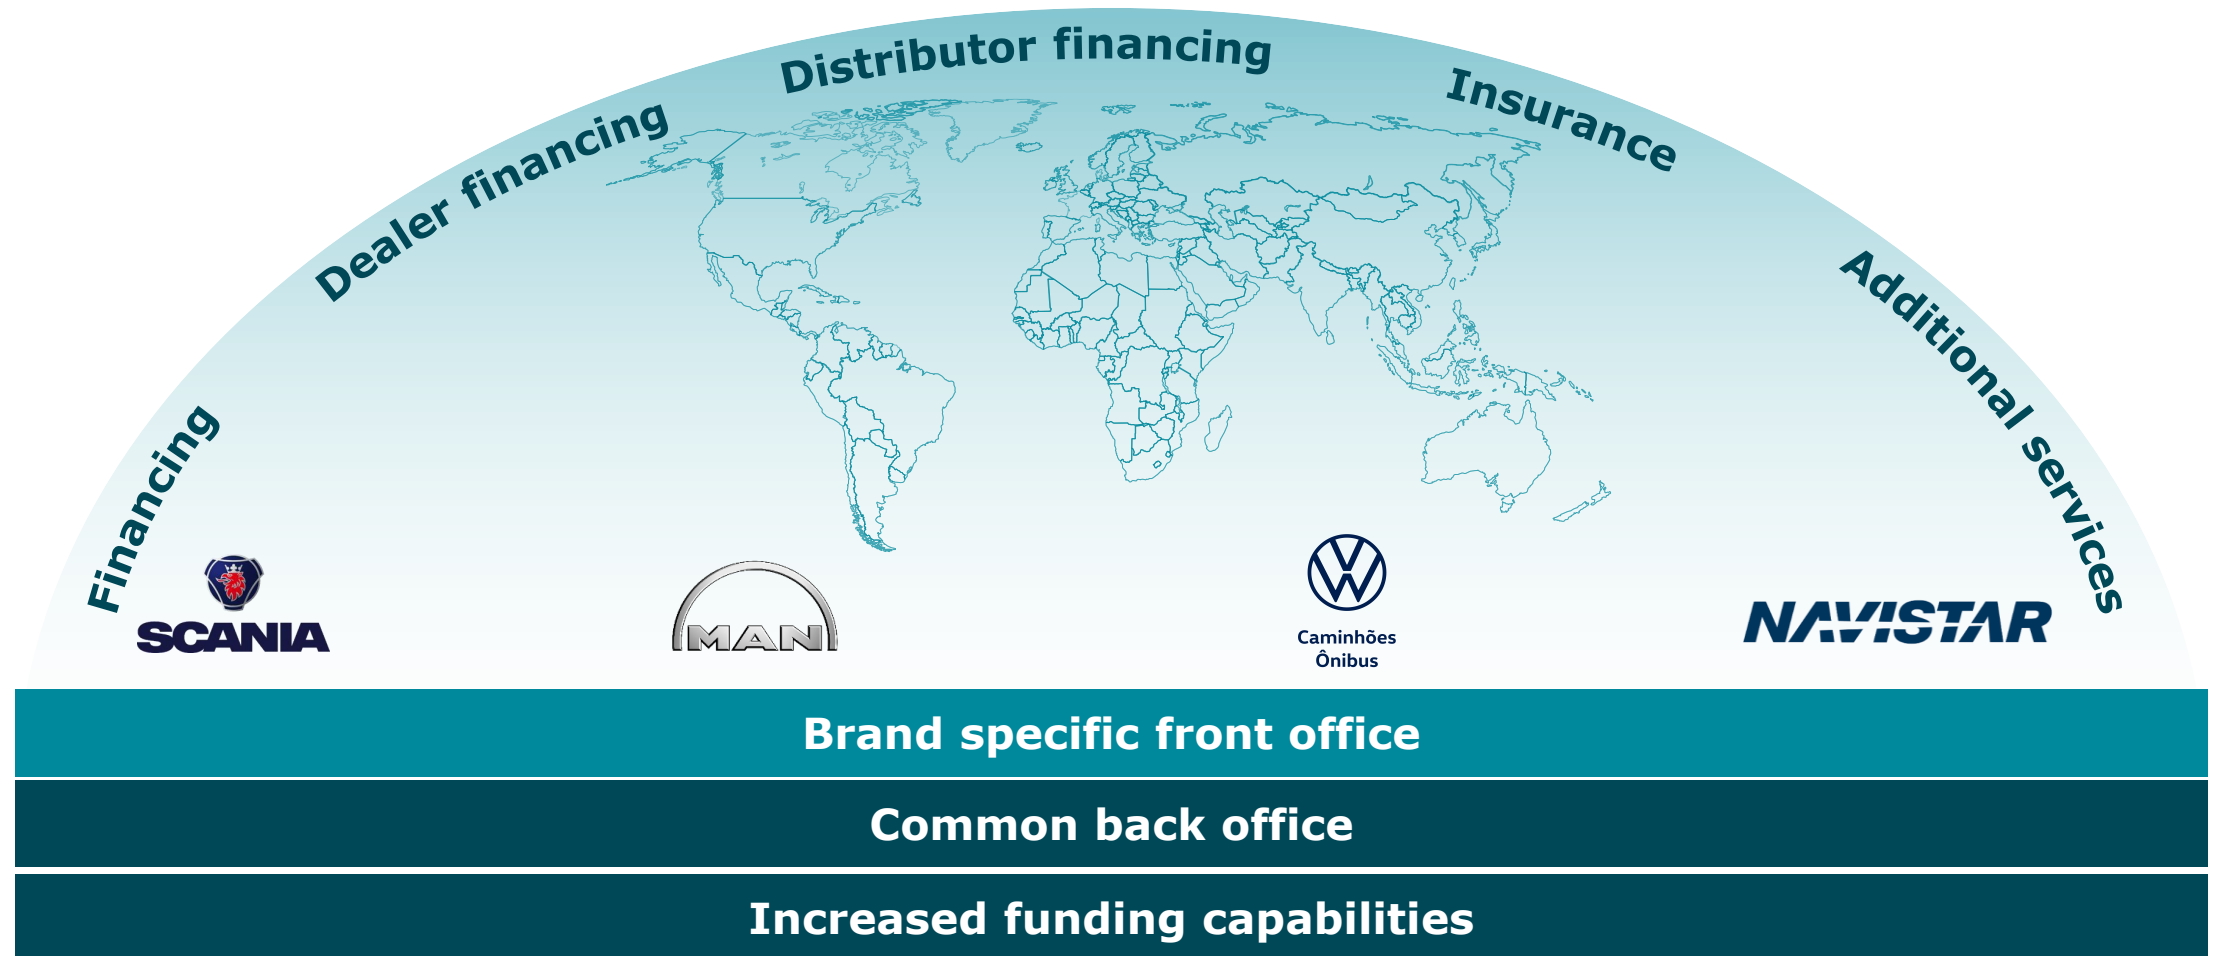 Financing
Dealer financing
Distributor financing
Insurance
Additional services
SCANIA
MAN
Caminhões
Ônibus
NAVISTAR
Brand specific front office
Common back office
Increased funding capabilities